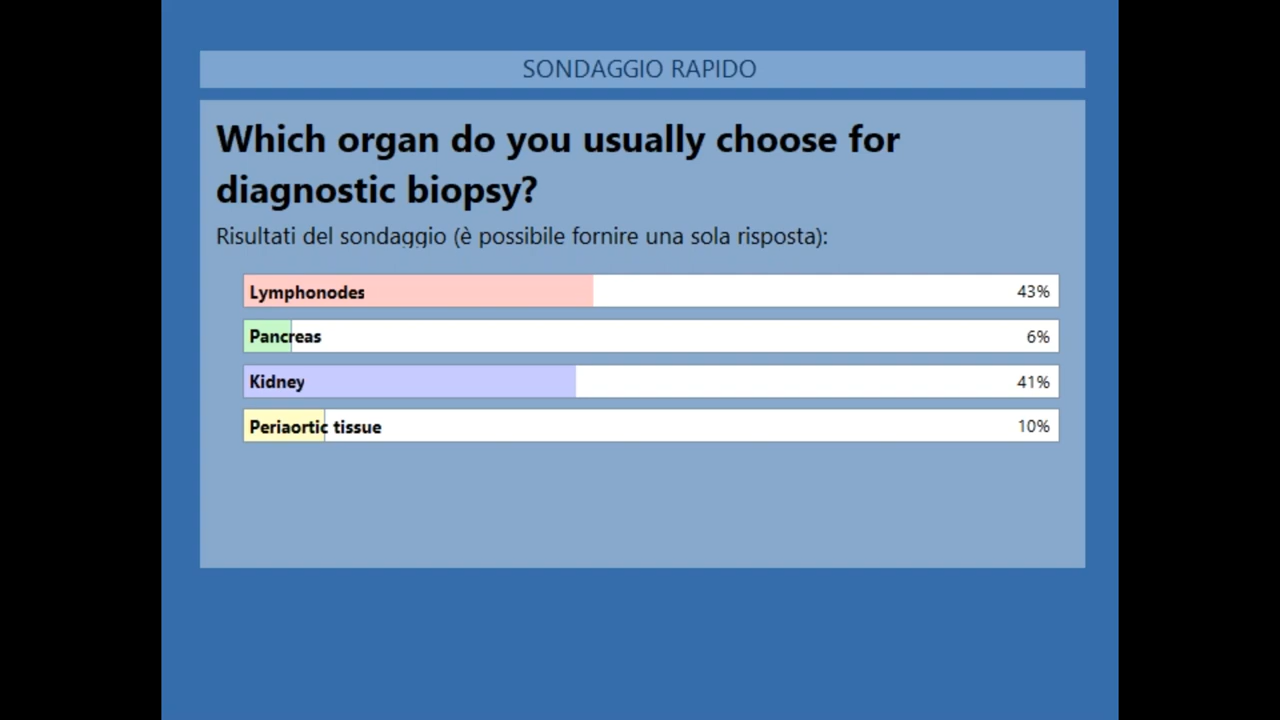 SONDAGGIO RAPIDO
Which organ do you usually choose for
diagnostic biopsy?
Risultati del sondaggio (è possibile fornire una sola risposta):
Lymphonodes 43%
Pancreas 6%
Kidney 41%
Periaortic tissue 10%